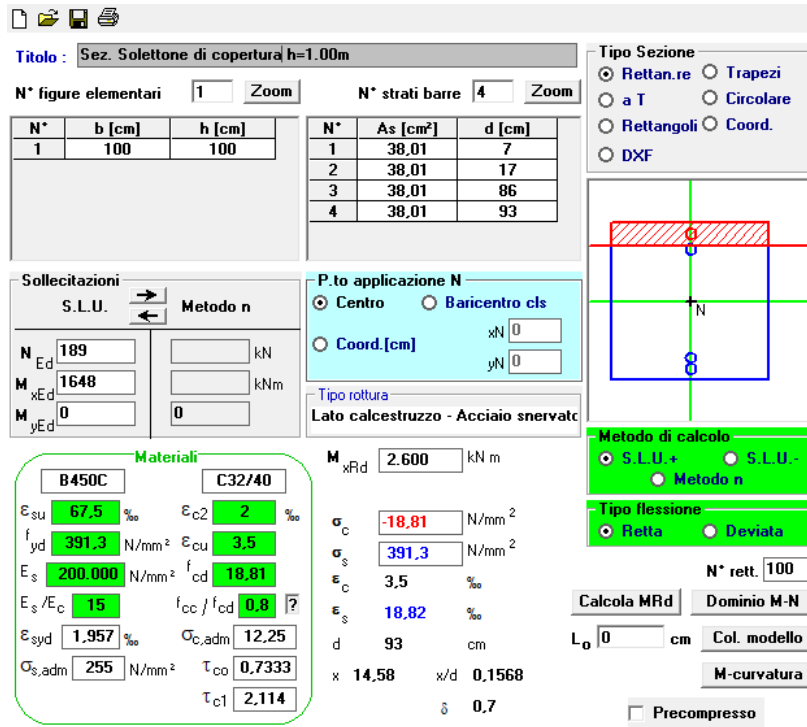 Titolo : Sez. Solettone di copertura h=1.00m
N* figure elementari 1 Zoom
N* strati barre 4 Zoom
N* b [cm] h [cm]
1 100 100
N* As [cm²] d [cm]
1 38,01 7
2 38,01 17
3 38,01 86
4 38,01 93
Tipo Sezione
Rettan.re Trapezi
a T Circolare
Rettangoli Coord.
DXF
N
Sollecitazioni
S.L.U. Metodo n
N Ed 189 kN
M xEd 1648 kNm
M yEd 0 0
P.to applicazione N
Centro Baricentro cls
Coord.[cm] xN 0
yN 0
Tipo rottura
Lato calcestruzzo - Acciaio snervato
Metodo di calcolo
S.L.U.+ S.L.U.-
Metodo n
Tipo flessione
Retta Deviata
Materiali
B450C C32/40
εsu 67,5 ‰ εc2 2 ‰
fyd 391,3 N/mm² εcu 3,5
Es 200.000 N/mm² fcd 18,81
Es/Ec 15 fcc / fcd 0,8 ?
εsyd 1,957 ‰ σc,adm 12,25
σs,adm 255 N/mm² τco 0,7333
τc1 2,114
M xRd 2.600 kN m
σc -18,81 N/mm²
σs 391,3 N/mm²
εc 3,5 ‰
εs 18,82 ‰
d 93 cm
x 14,58 x/d 0,1568
δ 0,7
N* rett. 100
Calcola MRd Dominio M-N
Lo 0 cm Col. modello
M-curvatura
Precompresso